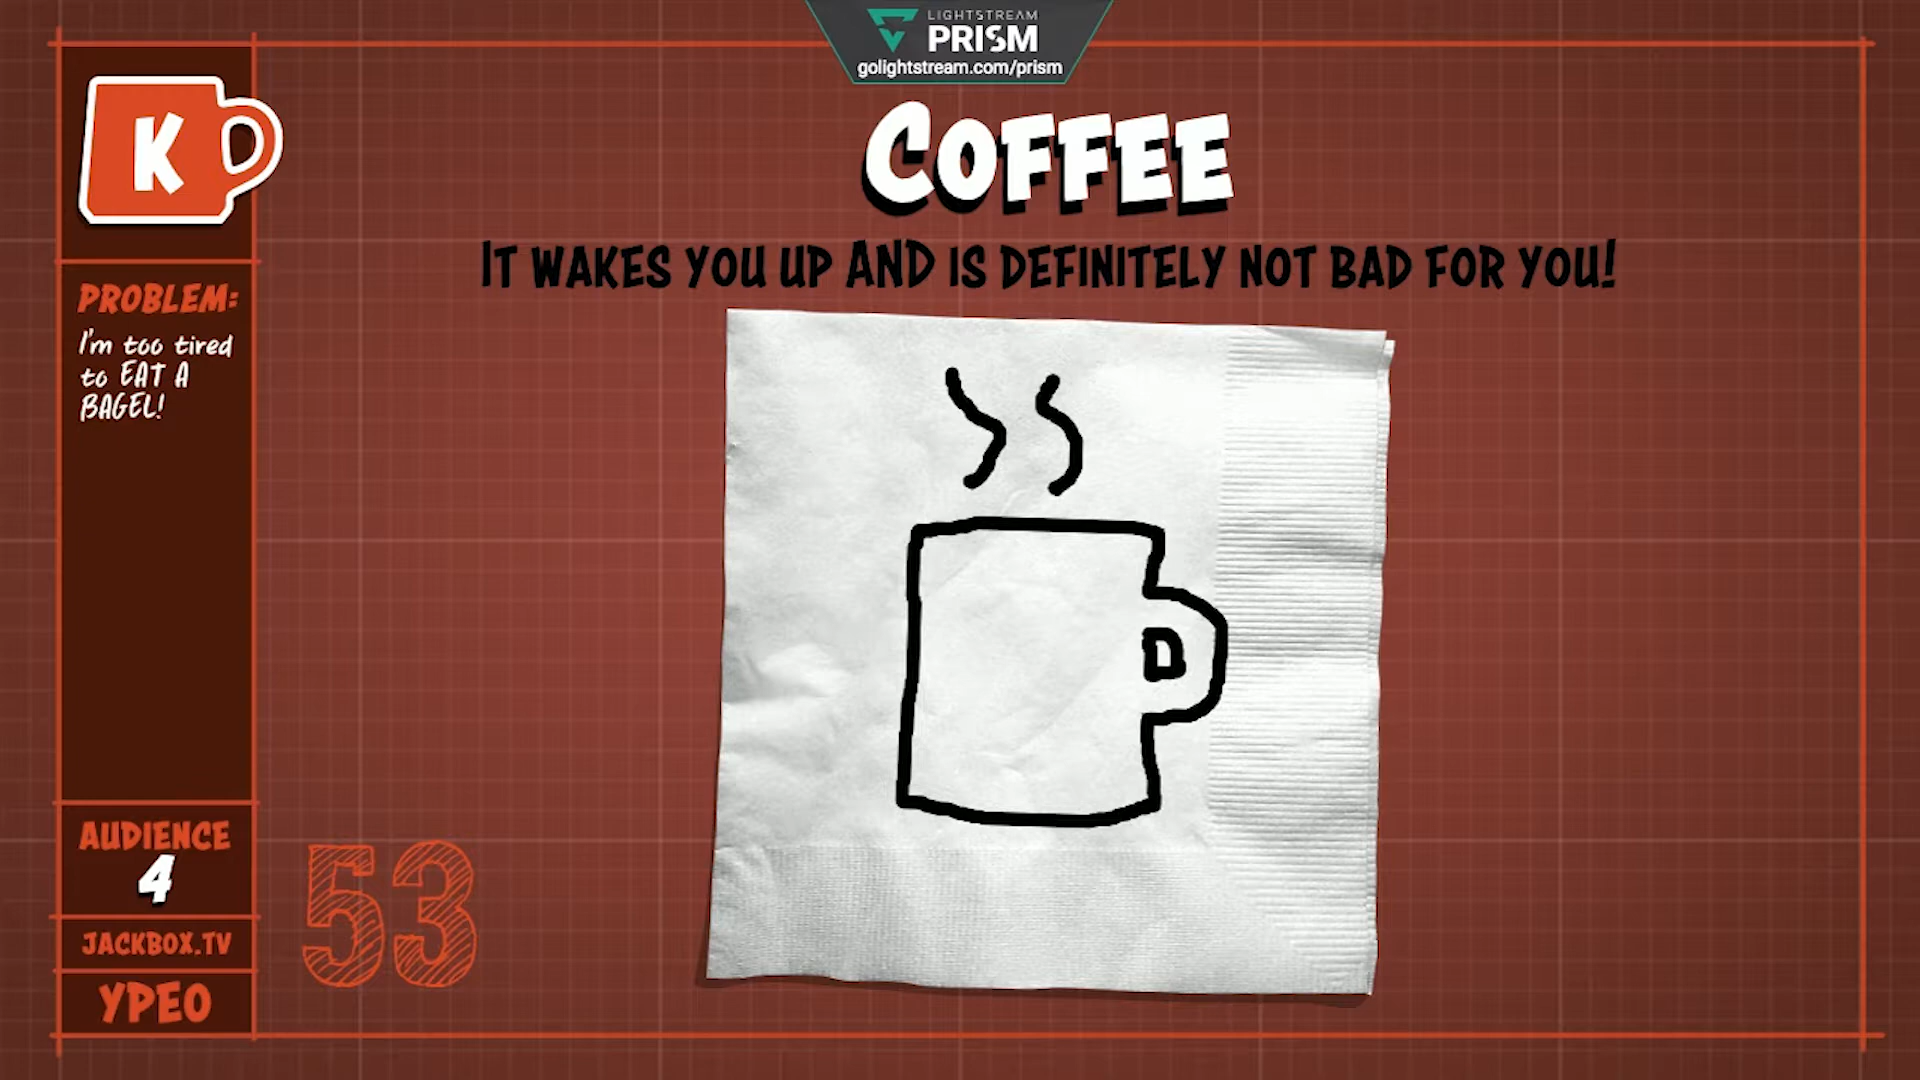 LIGHTSTREAM
PRISM
golightstream.com/prism
K
COFFEE
IT WAKES YOU UP AND IS DEFINITELY NOT BAD FOR YOU!
PROBLEM:
I'm too tired
to EAT A
BAGEL!
AUDIENCE
4
JACKBOX.TV
YPEO
53